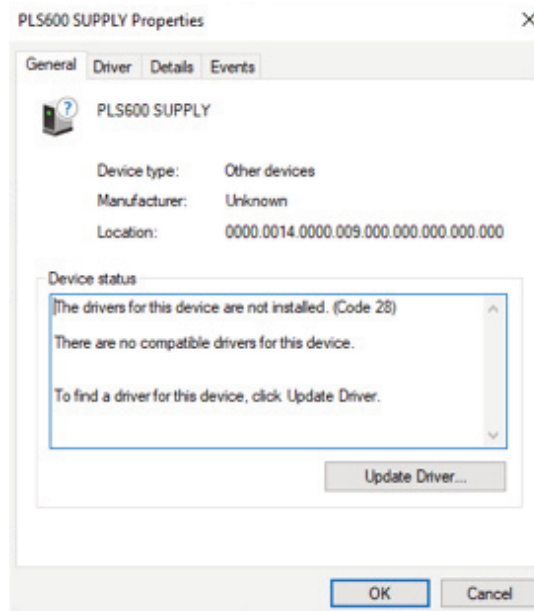 PLS600 SUPPLY Properties
General Driver Details Events
PLS600 SUPPLY
Device type: Other devices
Manufacturer: Unknown
Location: 0000.0014.0000.009.000.000.000.000.000
Device status
The drivers for this device are not installed. (Code 28)
There are no compatible drivers for this device.
To find a driver for this device, click Update Driver.
Update Driver...
OK Cancel